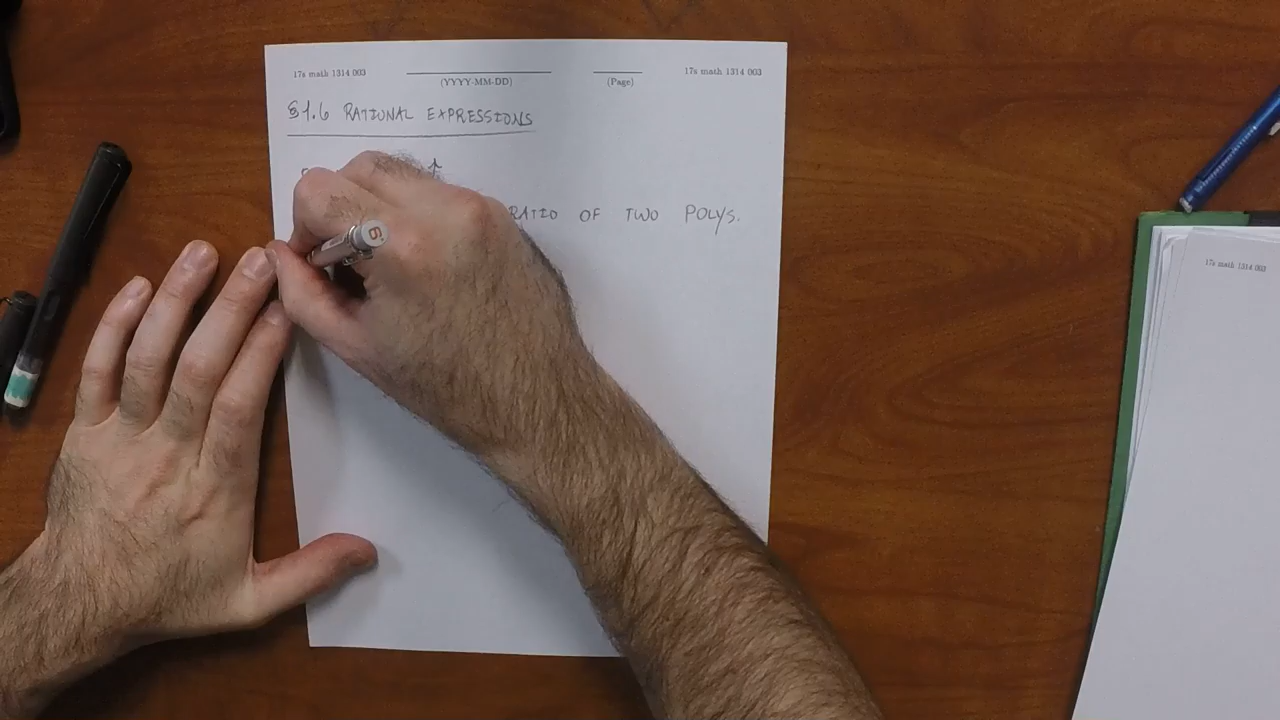 17s math 1314 003 (YYYY-MM-DD) (Page) 17s math 1314 003
§1.6 RATIONAL EXPRESSIONS
RATIO OF TWO POLYS.
17s math 1314 003
6